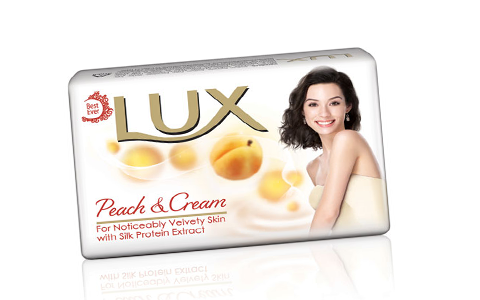 Best
Ever
LUX
Peach & Cream
For Noticeably Velvety Skin
with Silk Protein Extract